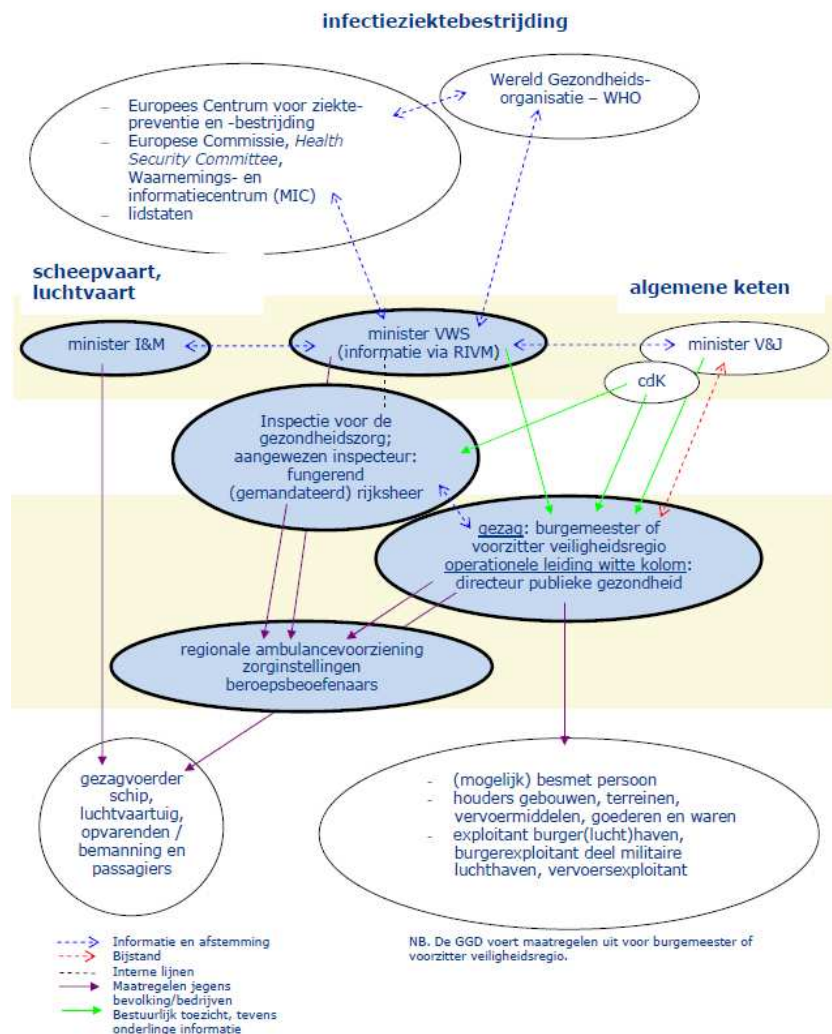 infectieziektebestrijding
Wereld Gezondheids-
organisatie – WHO
– Europees Centrum voor ziekte-
preventie en -bestrijding
– Europese Commissie, Health
Security Committee,
Waarnemings- en
informatiecentrum (MIC)
– lidstaten
scheepvaart,
luchtvaart
algemene keten
minister I&M
minister VWS
(informatie via RIVM)
minister V&J
cdK
Inspectie voor de
gezondheidszorg;
aangewezen inspecteur:
fungerend
(gemandateerd) rijksheer
gezag: burgemeester of
voorzitter veiligheidsregio
operationele leiding witte kolom:
directeur publieke gezondheid
regionale ambulancevoorziening
zorginstellingen
beroepsbeoefenaars
gezagvoerder
schip,
luchtvaartuig,
opvarenden /
bemanning en
passagiers
- (mogelijk) besmet persoon
- houders gebouwen, terreinen,
vervoermiddelen, goederen en waren
- exploitant burger(lucht)haven,
burgerexploitant deel militaire
luchthaven, vervoersexploitant
Informatie en afstemming
Bijstand
Interne lijnen
Maatregelen jegens
bevolking/bedrijven
Bestuurlijk toezicht, tevens
onderlinge informatie
NB. De GGD voert maatregelen uit voor burgemeester of
voorzitter veiligheidsregio.